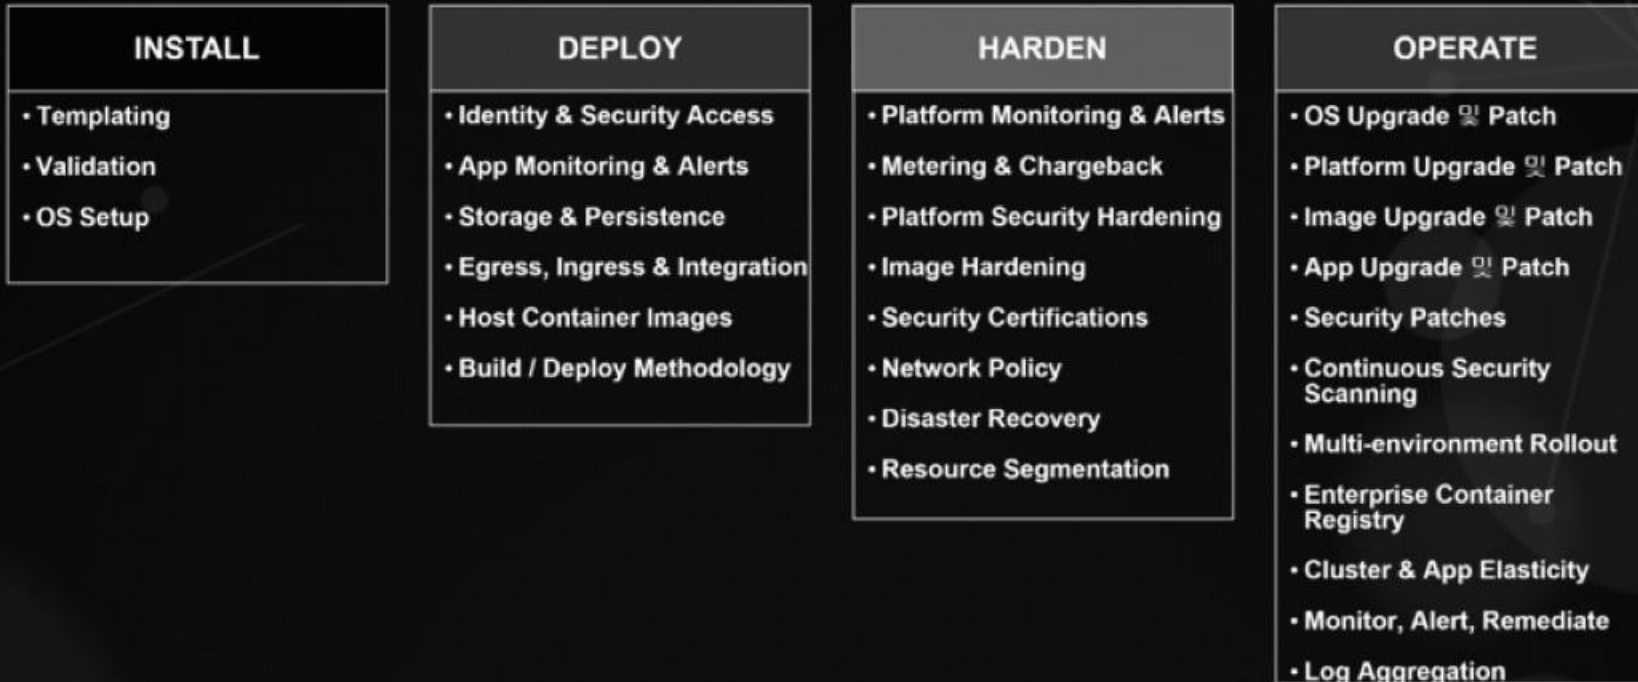 INSTALL
• Templating
• Validation
• OS Setup
DEPLOY
• Identity & Security Access
• App Monitoring & Alerts
• Storage & Persistence
• Egress, Ingress & Integration
• Host Container Images
• Build / Deploy Methodology
HARDEN
• Platform Monitoring & Alerts
• Metering & Chargeback
• Platform Security Hardening
• Image Hardening
• Security Certifications
• Network Policy
• Disaster Recovery
• Resource Segmentation
OPERATE
• OS Upgrade 및 Patch
• Platform Upgrade 및 Patch
• Image Upgrade 및 Patch
• App Upgrade 및 Patch
• Security Patches
• Continuous Security
Scanning
• Multi-environment Rollout
• Enterprise Container
Registry
• Cluster & App Elasticity
• Monitor, Alert, Remediate
• Log Aggregation